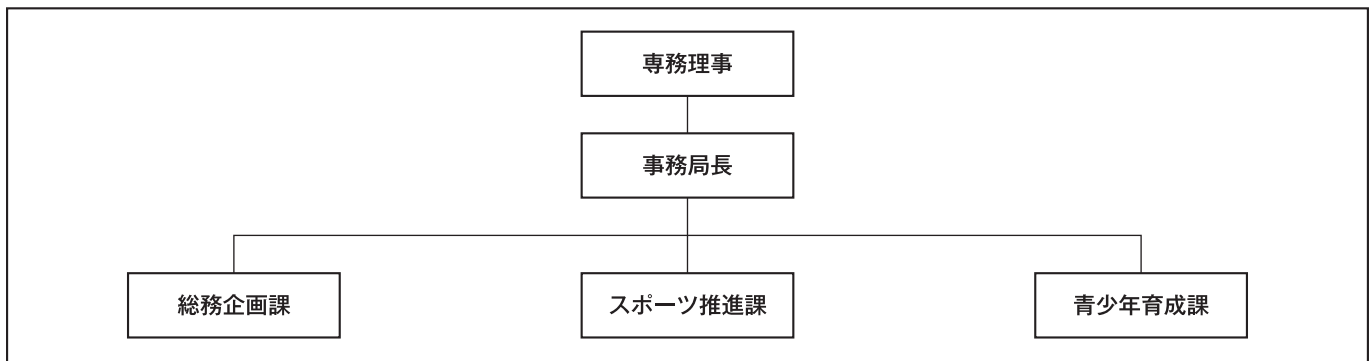 専務理事
事務局長
総務企画課
スポーツ推進課
青少年育成課